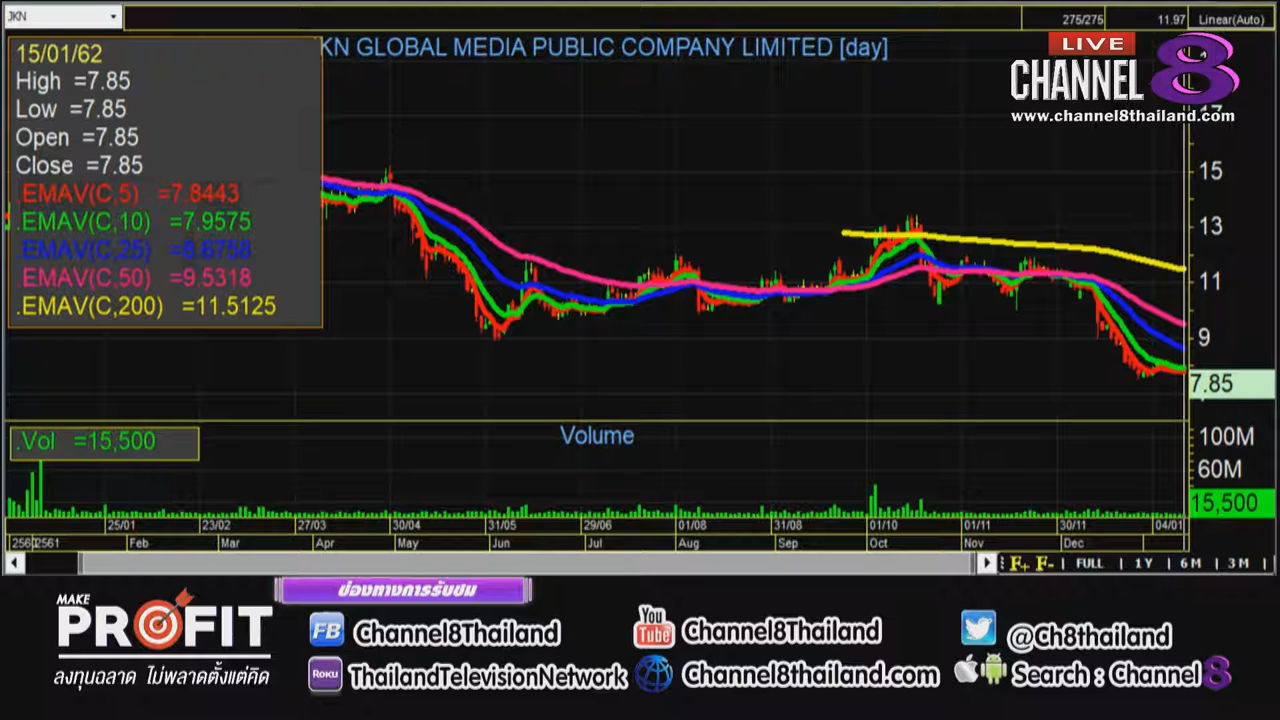 JKN
275/275
11.97
Linear(Auto)
15/01/62
High =7.85
Low =7.85
Open =7.85
Close =7.85
.EMAV(C,5) =7.8443
.EMAV(C,10) =7.9575
.EMAV(C,25)
.EMAV(C,50) =9.5318
.EMAV(C,200) =11.5125
KN GLOBAL MEDIA PUBLIC COMPANY LIMITED [day]
LIVE
CHANNEL 8
www.channel8thailand.com
15
13
11
9
7.85
.Vol =15,500
Volume
100M
60M
15,500
25/01 23/02 27/03 30/04 31/05 29/06 01/08 31/08 01/10 01/11 30/11 04/01
2561 Feb Mar Apr May Jun Jul Aug Sep Oct Nov Dec
F+ F- | FULL | 1Y | 6M | 3M |
ช่องทางการรับชม
MAKE
PROFIT
ลงทุนฉลาด ไม่พลาดตั้งแต่คิด
FB Channel8Thailand
You Tube Channel8Thailand
@Ch8thailand
ROKU ThailandTelevisionNetwork
Channel8thailand.com
Search : Channel 8